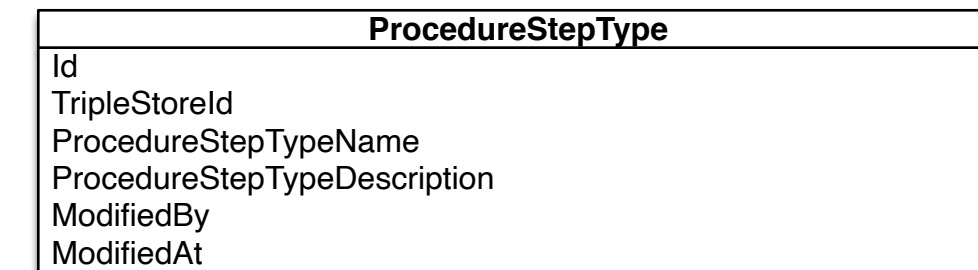 ProcedureStepType
Id
TripleStoreId
ProcedureStepTypeName
ProcedureStepTypeDescription
ModifiedBy
ModifiedAt